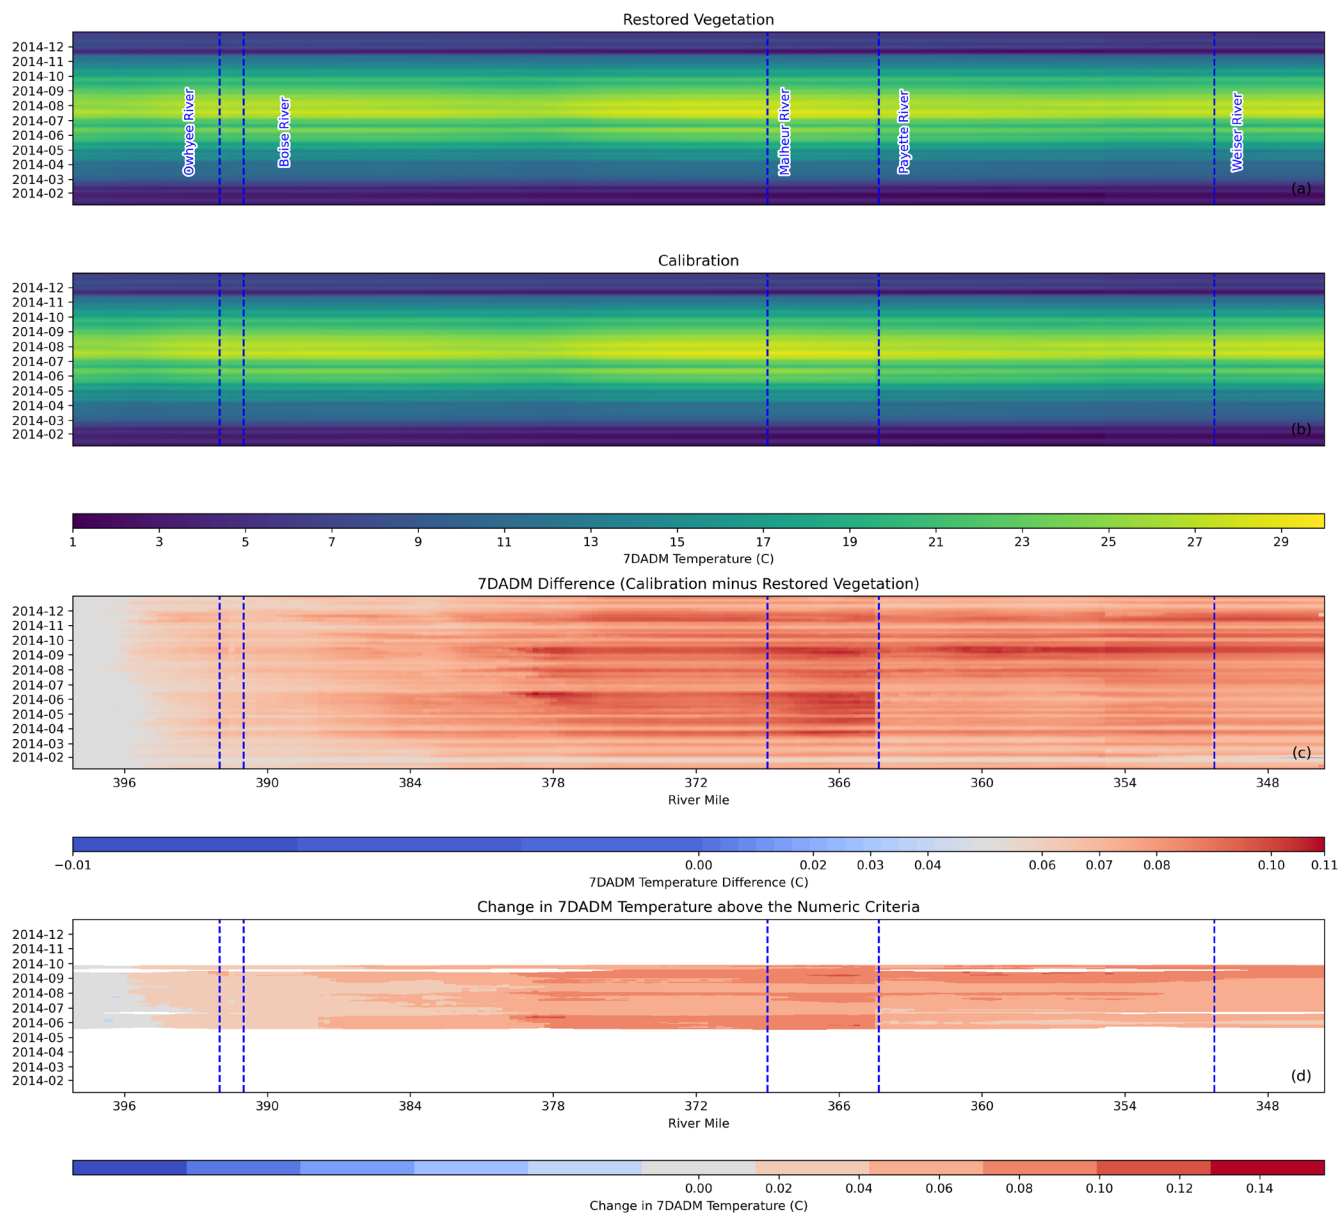 Restored Vegetation
2014-12
2014-11
2014-10
2014-09
2014-08
2014-07
2014-06
2014-05
2014-04
2014-03
2014-02
Owhyee River
Boise River
Malheur River
Payette River
Weiser River
(a)
Calibration
2014-12
2014-11
2014-10
2014-09
2014-08
2014-07
2014-06
2014-05
2014-04
2014-03
2014-02
(b)
1 3 5 7 9 11 13 15 17 19 21 23 25 27 29
7DADM Temperature (C)
7DADM Difference (Calibration minus Restored Vegetation)
2014-12
2014-11
2014-10
2014-09
2014-08
2014-07
2014-06
2014-05
2014-04
2014-03
2014-02
(c)
396 390 384 378 372 366 360 354 348
River Mile
−0.01 0.00 0.02 0.03 0.04 0.06 0.07 0.08 0.10 0.11
7DADM Temperature Difference (C)
Change in 7DADM Temperature above the Numeric Criteria
2014-12
2014-11
2014-10
2014-09
2014-08
2014-07
2014-06
2014-05
2014-04
2014-03
2014-02
(d)
396 390 384 378 372 366 360 354 348
River Mile
0.00 0.02 0.04 0.06 0.08 0.10 0.12 0.14
Change in 7DADM Temperature (C)